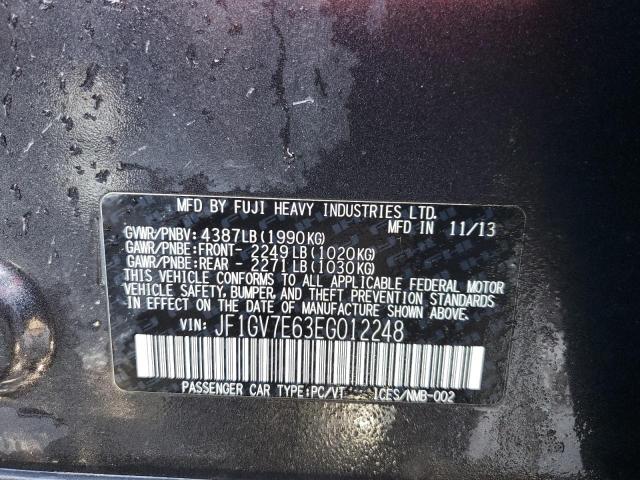 MFD BY FUJI HEAVY INDUSTRIES LTD.
MFD IN 11/13
GVWR/PNBV: 4387LB(1990KG)
GAWR/PNBE:FRONT- 2249LB(1020KG)
GAWR/PNBE:REAR - 2271LB(1030KG)
THIS VEHICLE CONFORMS TO ALL APPLICABLE FEDERAL MOTOR
VEHICLE SAFETY, BUMPER, AND THEFT PREVENTION STANDARDS
IN EFFECT ON THE DATE OF MANUFACTURE SHOWN ABOVE.
VIN: JF1GV7E63EG012248
PASSENGER CAR TYPE:PC/VT ICES/NMB-002